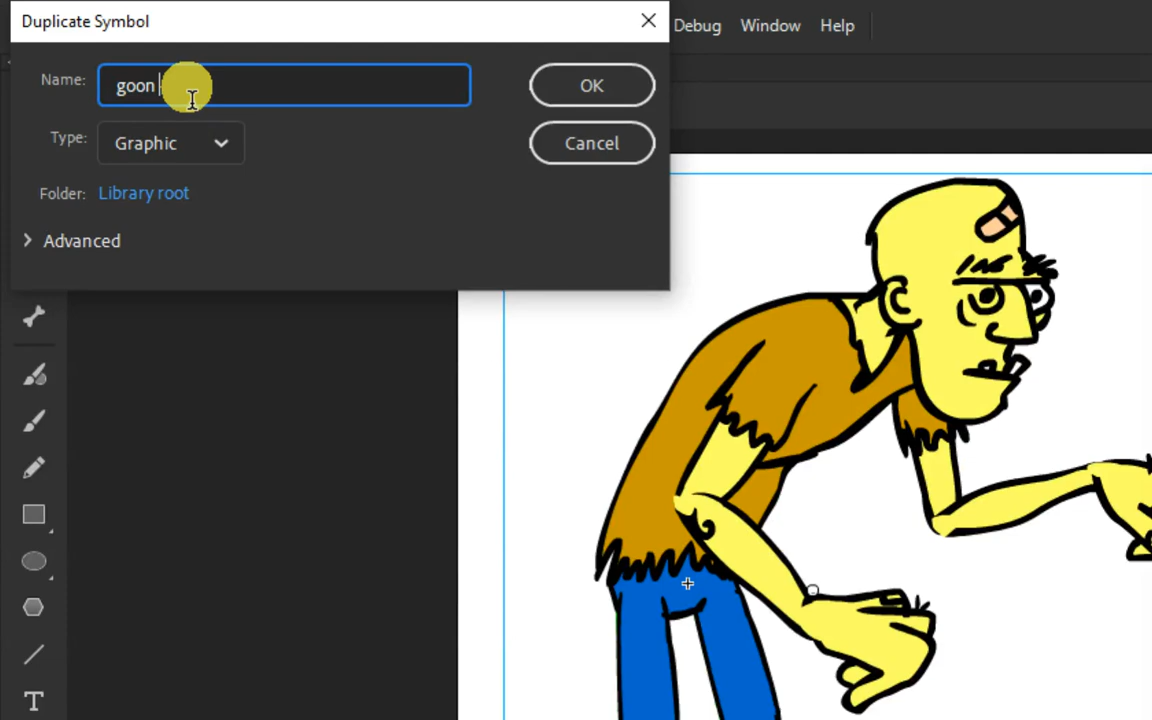 Duplicate Symbol
Debug Window Help
Name: goon OK
Type: Graphic Cancel
Folder: Library root
Advanced
T